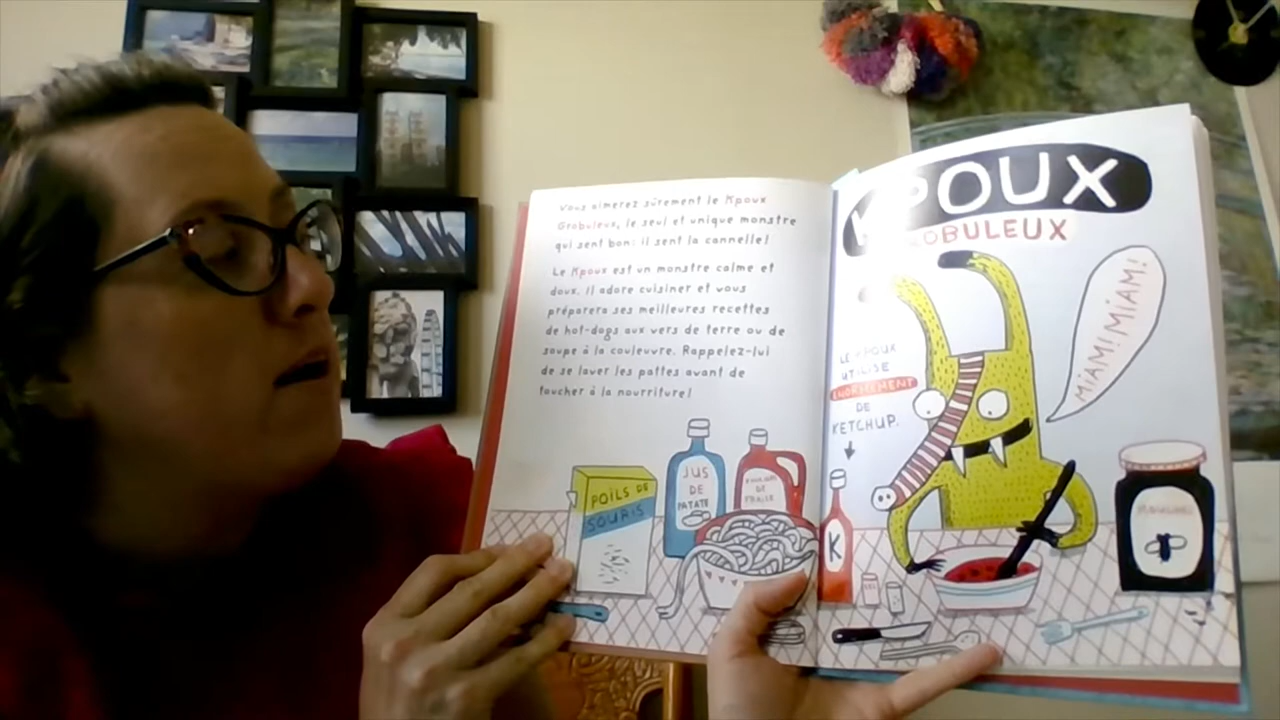 Vous aimerez sûrement le Kpoux
Grobuleux, le seul et unique monstre
qui sent bon: il sent la cannelle!
Le Kpoux est un monstre calme et
doux. Il adore cuisiner et vous
préparera ses meilleures recettes
de hot-dogs aux vers de terre ou de
soupe à la couleuvre. Rappelez-lui
de se laver les pattes avant de
toucher à la nourriture!
POILS DE
SOURIS
JUS
DE
PATATE
KPOUX
OBULEUX
MIAM! MIAM!
LE KPOUX
UTILISE
ÉNORMÉMENT
DE
KETCHUP.
K
SEL